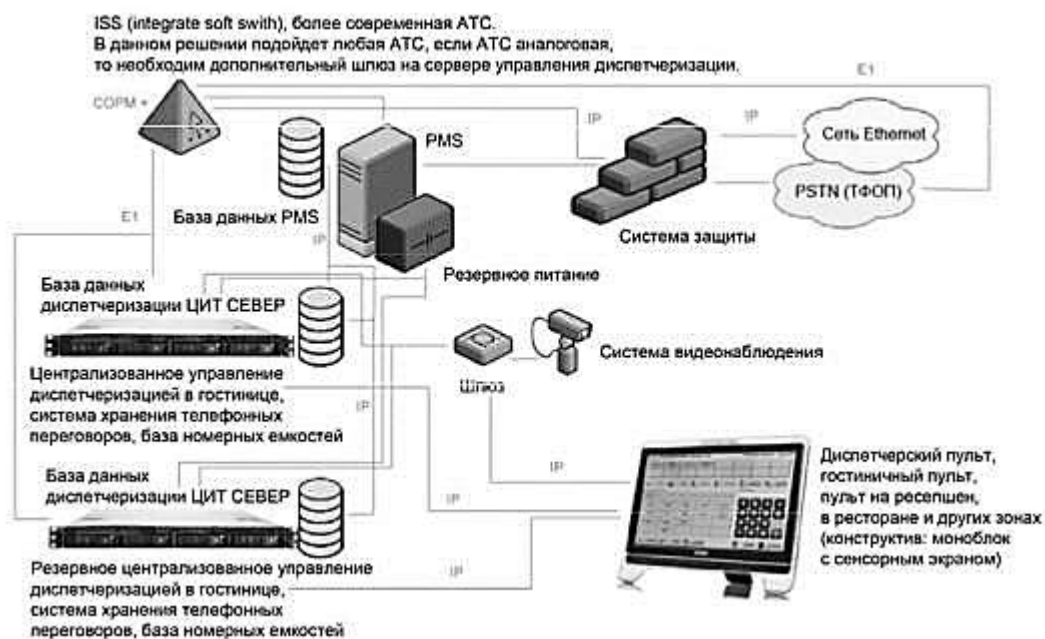 ISS (integrate soft swith), более современная АТС.
В данном решении подойдет любая АТС, если АТС аналоговая,
то необходим дополнительный шлюз на сервере управления диспетчеризации.
E1
СОРМ +
IP
IP
IP
PMS
Сеть Ethernet
PSTN (ТФОП)
База данных PMS
Система защиты
E1
IP
Резервное питание
База данных
диспетчеризации ЦИТ СЕВЕР
Система видеонаблюдения
Шлюз
Централизованное управление
диспетчеризацией в гостинице,
система хранения телефонных
переговоров, база номерных емкостей
IP
IP
IP
База данных
диспетчеризации ЦИТ СЕВЕР
Диспетчерский пульт,
гостиничный пульт,
пульт на ресепшен,
в ресторане и других зонах
(конструктив: моноблок
с сенсорным экраном)
IP
Резервное централизованное управление
диспетчеризацией в гостинице,
система хранения телефонных
переговоров, база номерных емкостей